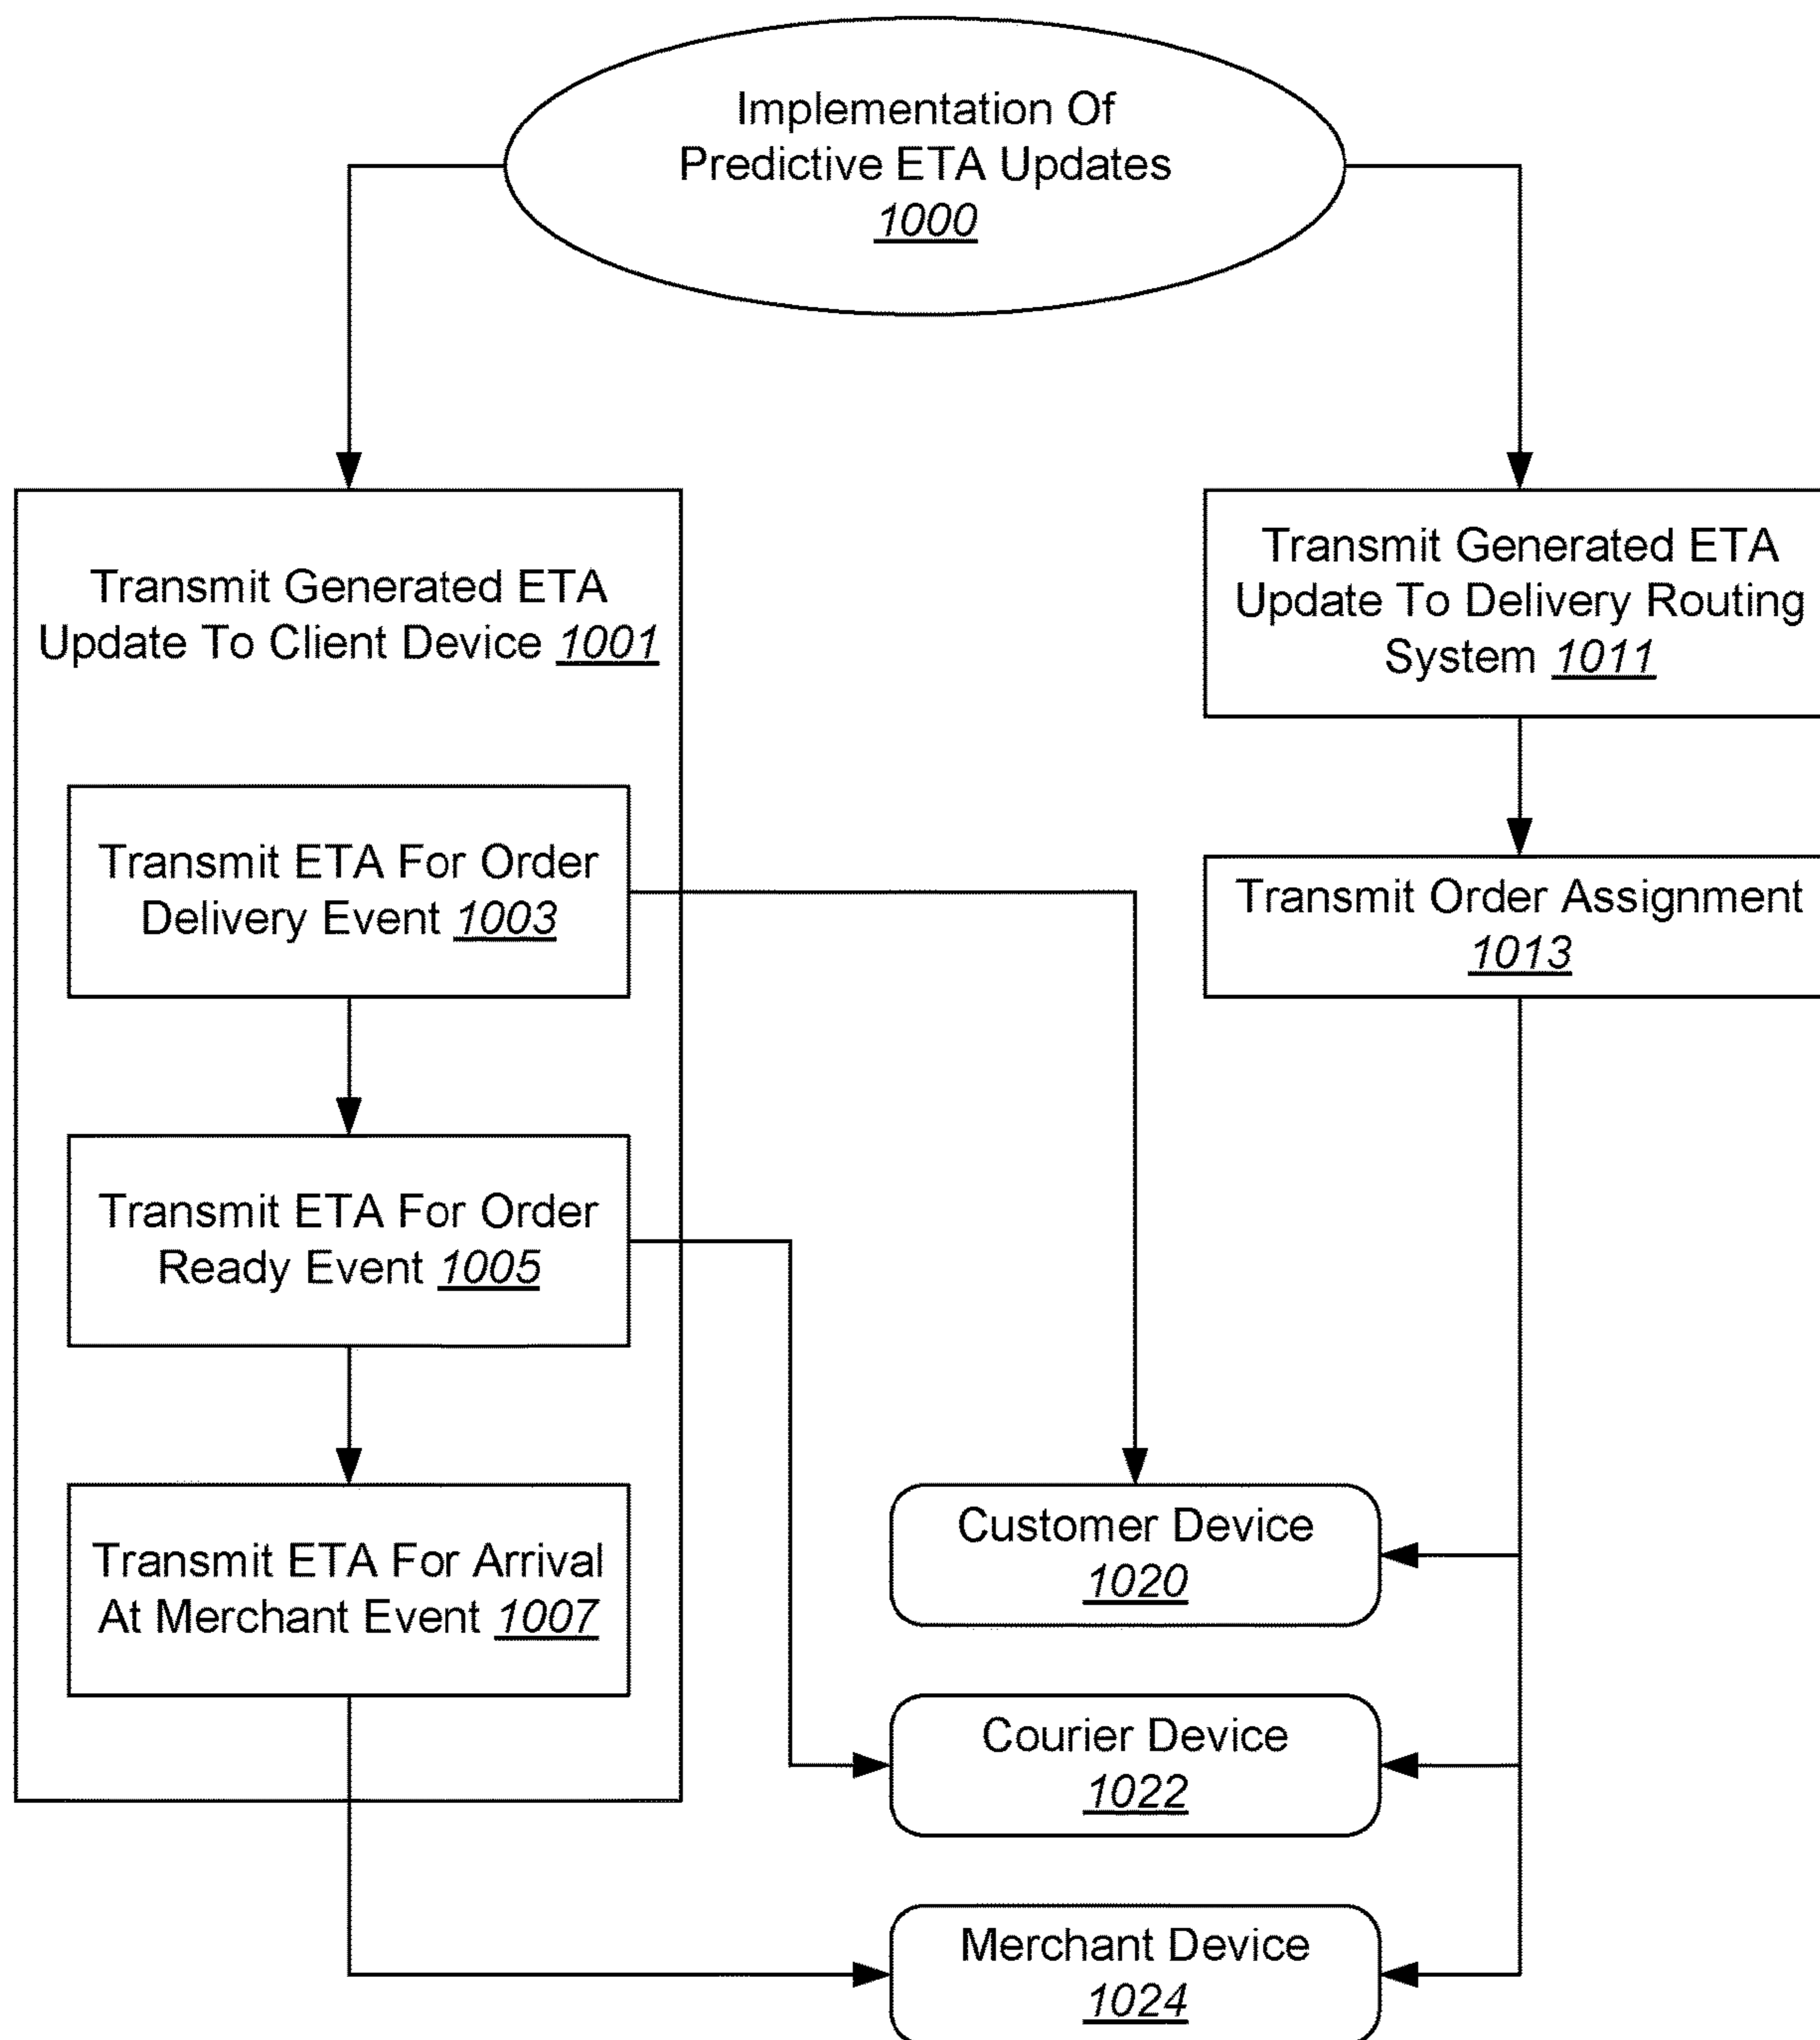 Implementation Of
Predictive ETA Updates
1000
Transmit Generated ETA
Update To Client Device 1001
Transmit Generated ETA
Update To Delivery Routing
System 1011
Transmit ETA For Order
Delivery Event 1003
Transmit Order Assignment
1013
Transmit ETA For Order
Ready Event 1005
Transmit ETA For Arrival
At Merchant Event 1007
Customer Device
1020
Courier Device
1022
Merchant Device
1024